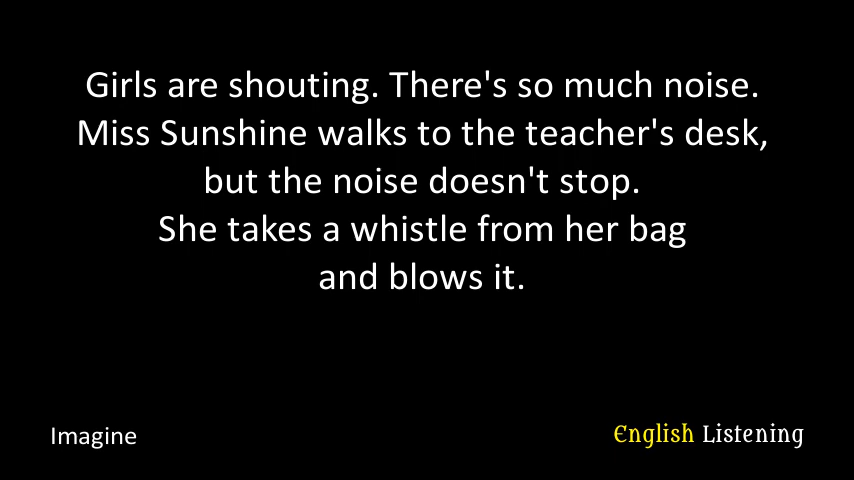 Girls are shouting. There's so much noise.
Miss Sunshine walks to the teacher's desk,
but the noise doesn't stop.
She takes a whistle from her bag
and blows it.
Imagine
English Listening